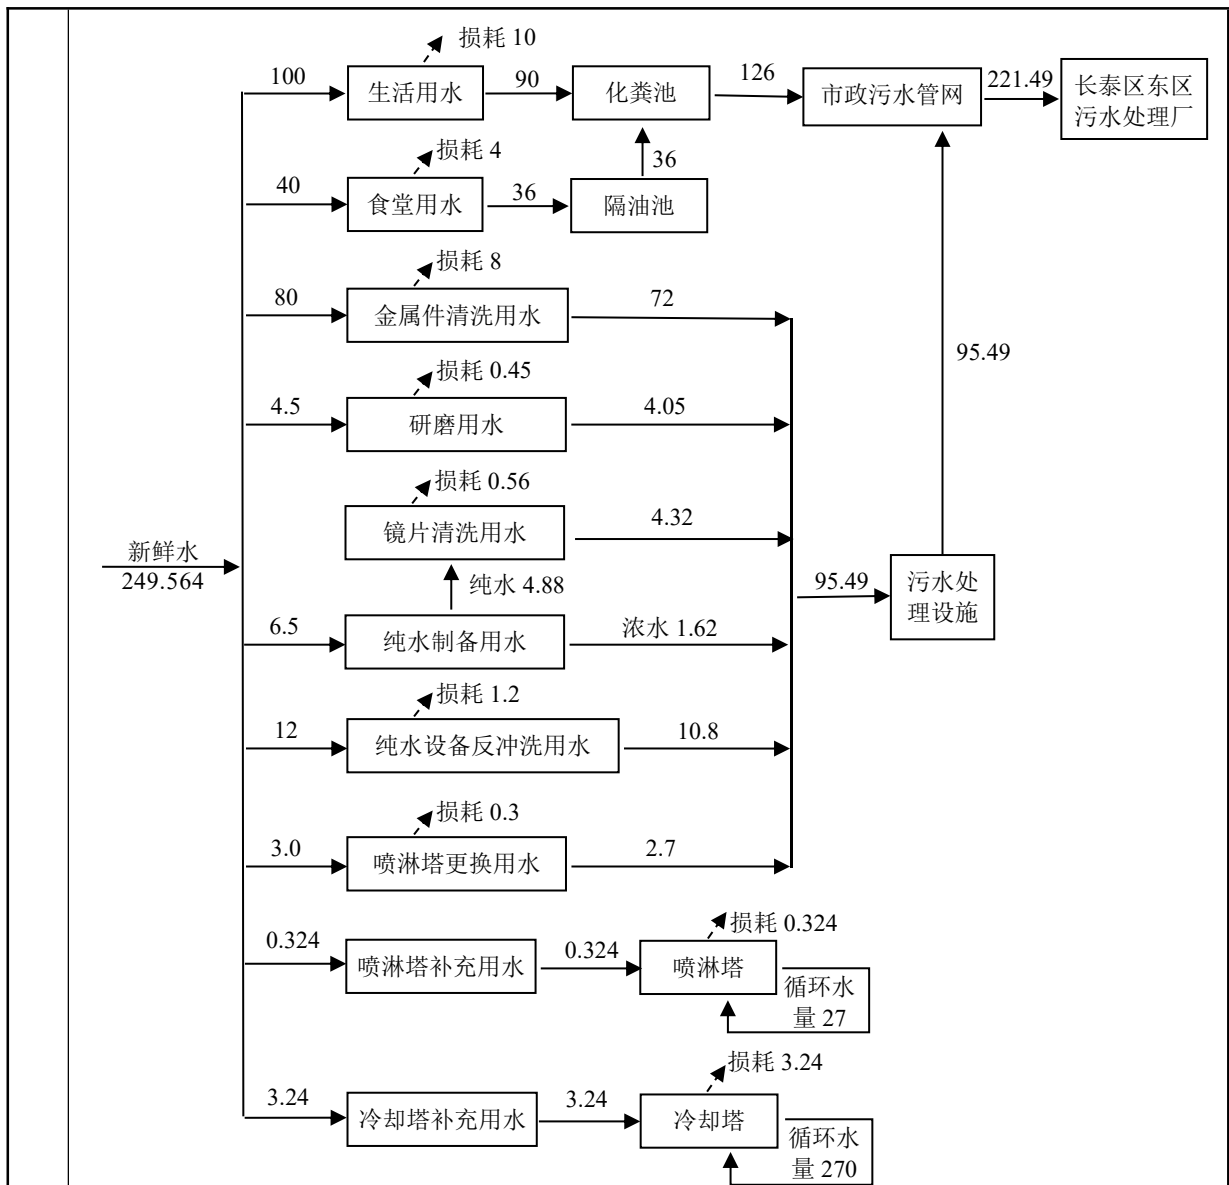 损耗 10
100
生活用水
90
化粪池
126
市政污水管网
221.49
长泰区东区
污水处理厂
损耗 4
36
40
食堂用水
36
隔油池
损耗 8
80
金属件清洗用水
72
95.49
损耗 0.45
4.5
研磨用水
4.05
损耗 0.56
镜片清洗用水
4.32
新鲜水
249.564
纯水 4.88
95.49
污水处
理设施
6.5
纯水制备用水
浓水 1.62
损耗 1.2
12
纯水设备反冲洗用水
10.8
损耗 0.3
3.0
喷淋塔更换用水
2.7
损耗 0.324
0.324
喷淋塔补充用水
0.324
喷淋塔
循环水
量 27
损耗 3.24
3.24
冷却塔补充用水
3.24
冷却塔
循环水
量 270